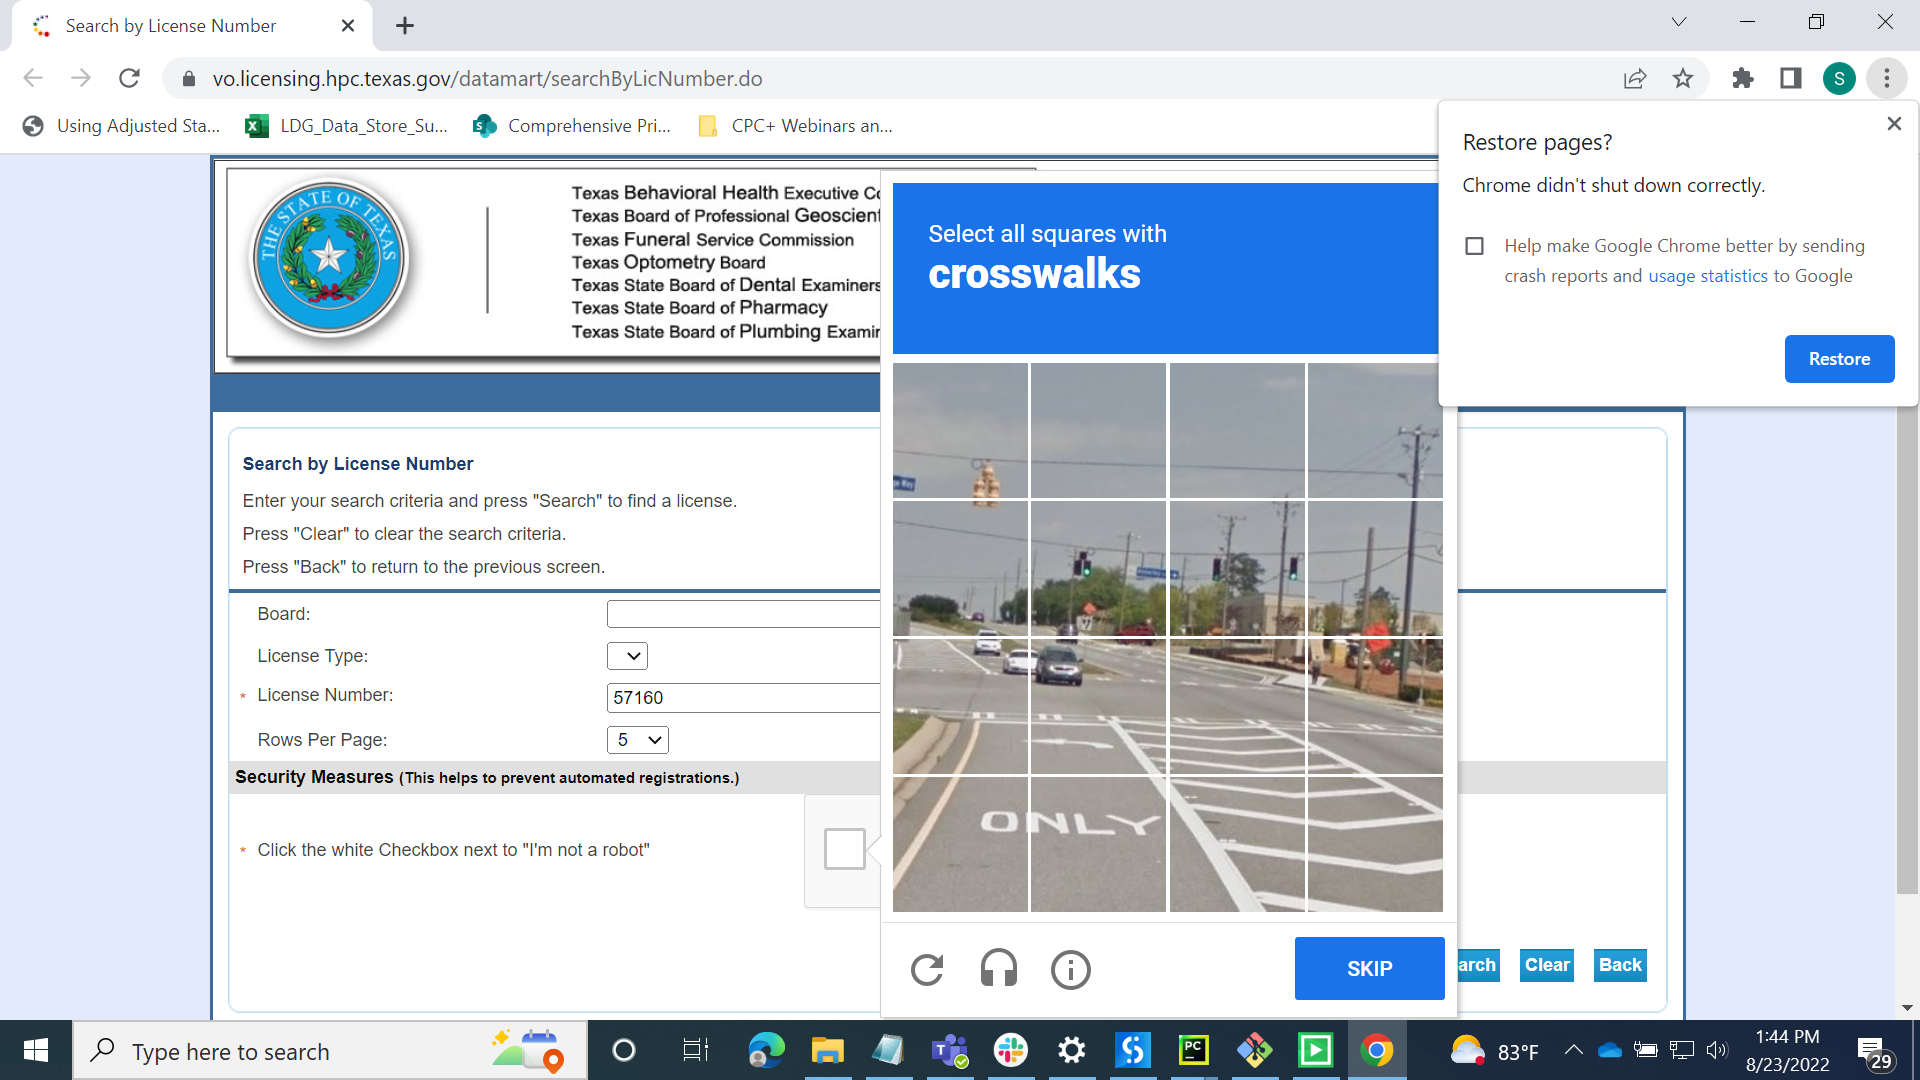 Search by License Number
vo.licensing.hpc.texas.gov/datamart/searchByLicNumber.do
S
Using Adjusted Sta...
LDG_Data_Store_Su...
Comprehensive Pri...
CPC+ Webinars an...
Restore pages?
Chrome didn't shut down correctly.
Help make Google Chrome better by sending
crash reports and usage statistics to Google
Restore
THE STATE OF TEXAS
Texas Behavioral Health Executive Co
Texas Board of Professional Geoscient
Texas Funeral Service Commission
Texas Optometry Board
Texas State Board of Dental Examiners
Texas State Board of Pharmacy
Texas State Board of Plumbing Examin
Select all squares with
crosswalks
Search by License Number
Enter your search criteria and press "Search" to find a license.
Press "Clear" to clear the search criteria.
Press "Back" to return to the previous screen.
Board:
License Type:
* License Number:
57160
Rows Per Page:
5
Security Measures (This helps to prevent automated registrations.)
* Click the white Checkbox next to "I'm not a robot"
ONLY
SKIP
arch
Clear
Back
Type here to search
PC
83°F
1:44 PM
8/23/2022
29